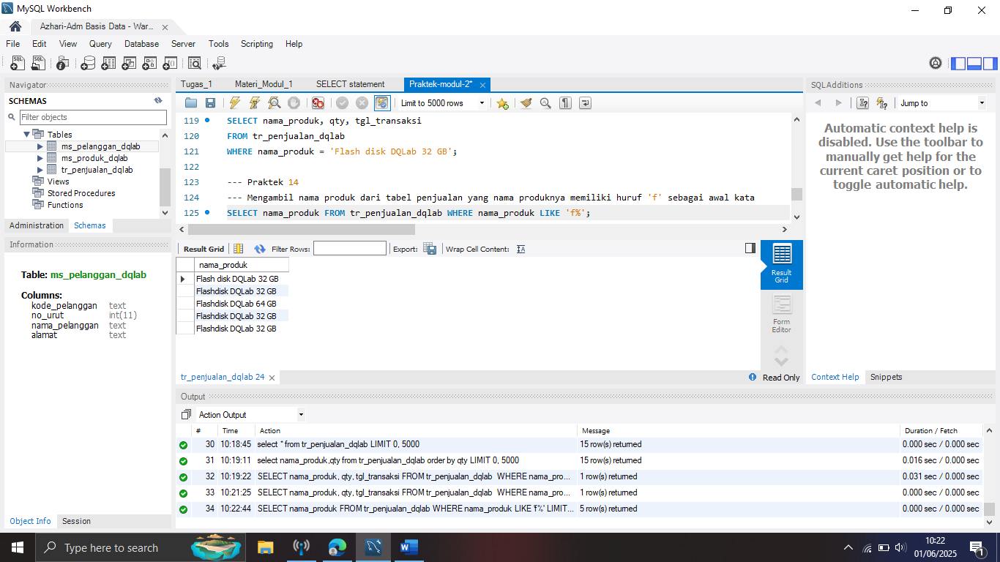 MySQL Workbench
Azhari-Adm Basis Data - War...
File Edit View Query Database Server Tools Scripting Help
Navigator
SCHEMAS
Filter objects
Tables
ms_pelanggan_dqlab
ms_produk_dqlab
tr_penjualan_dqlab
Views
Stored Procedures
Functions
Administration Schemas
Information
Table: ms_pelanggan_dqlab
Columns:
kode_pelanggan text
no_urut int(11)
nama_pelanggan text
alamat text
Object Info Session
Tugas_1 Materi_Modul_1 SELECT statement Praktek-modul-2*
Limit to 5000 rows
119 SELECT nama_produk, qty, tgl_transaksi
120 FROM tr_penjualan_dqlab
121 WHERE nama_produk = 'Flash disk DQLab 32 GB';
122
123 --- Praktek 14
124 --- Mengambil nama produk dari tabel penjualan yang nama produknya memiliki huruf 'f' sebagai awal kata
125 SELECT nama_produk FROM tr_penjualan_dqlab WHERE nama_produk LIKE 'f%';
Result Grid Filter Rows: Export: Wrap Cell Content:
nama_produk
Flash disk DQLab 32 GB
Flashdisk DQLab 32 GB
Flashdisk DQLab 64 GB
Flashdisk DQLab 32 GB
Flashdisk DQLab 32 GB
Result Grid
Form Editor
tr_penjualan_dqlab 24
Read Only
SQLAdditions
Jump to
Automatic context help is
disabled. Use the toolbar to
manually get help for the
current caret position or to
toggle automatic help.
Context Help Snippets
Output
Action Output
# Time Action Message Duration / Fetch
30 10:18:45 select * from tr_penjualan_dqlab LIMIT 0, 5000 15 row(s) returned 0.000 sec / 0.000 sec
31 10:19:11 select nama_produk,qty from tr_penjualan_dqlab order by qty LIMIT 0, 5000 15 row(s) returned 0.016 sec / 0.000 sec
32 10:19:22 SELECT nama_produk, qty, tgl_transaksi FROM tr_penjualan_dqlab WHERE nama_pro... 1 row(s) returned 0.031 sec / 0.000 sec
33 10:21:25 SELECT nama_produk, qty, tgl_transaksi FROM tr_penjualan_dqlab WHERE nama_pro... 1 row(s) returned 0.000 sec / 0.000 sec
34 10:22:44 SELECT nama_produk FROM tr_penjualan_dqlab WHERE nama_produk LIKE 'f%' LIMIT... 5 row(s) returned 0.000 sec / 0.000 sec
Type here to search
10:22
01/06/2025
1